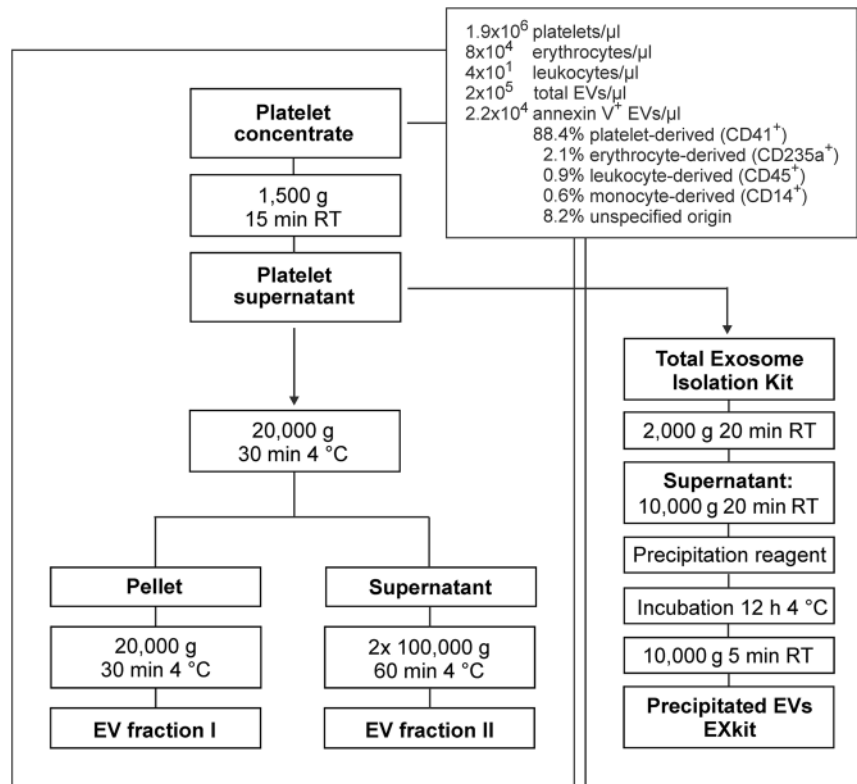 1.9x10⁶ platelets/µl
8x10⁴ erythrocytes/µl
4x10¹ leukocytes/µl
2x10⁵ total EVs/µl
2.2x10⁴ annexin V⁺ EVs/µl
88.4% platelet-derived (CD41⁺)
2.1% erythrocyte-derived (CD235a⁺)
0.9% leukocyte-derived (CD45⁺)
0.6% monocyte-derived (CD14⁺)
8.2% unspecified origin
Platelet
concentrate
1,500 g
15 min RT
Platelet
supernatant
20,000 g
30 min 4 °C
Pellet
20,000 g
30 min 4 °C
EV fraction I
Supernatant
2x 100,000 g
60 min 4 °C
EV fraction II
Total Exosome
Isolation Kit
2,000 g 20 min RT
Supernatant:
10,000 g 20 min RT
Precipitation reagent
Incubation 12 h 4 °C
10,000 g 5 min RT
Precipitated EVs
EXkit